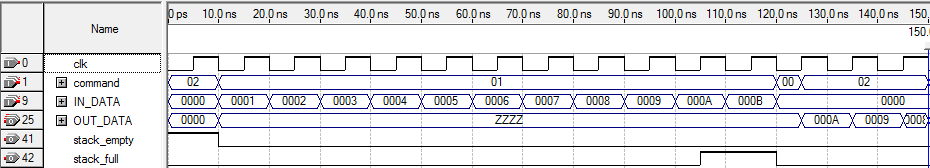 Name 0 ps 10.0 ns 20.0 ns 30.0 ns 40.0 ns 50.0 ns 60.0 ns 70.0 ns 80.0 ns 90.0 ns 100.0 ns 110.0 ns 120.0 ns 130.0 ns 140.0 ns 150.
150.
0 clk
1 command 02 01 00 02
9 IN_DATA 0000 0001 0002 0003 0004 0005 0006 0007 0008 0009 000A 000B 0000
25 OUT_DATA 0000 ZZZZ 000A 0009 0008
41 stack_empty
42 stack_full